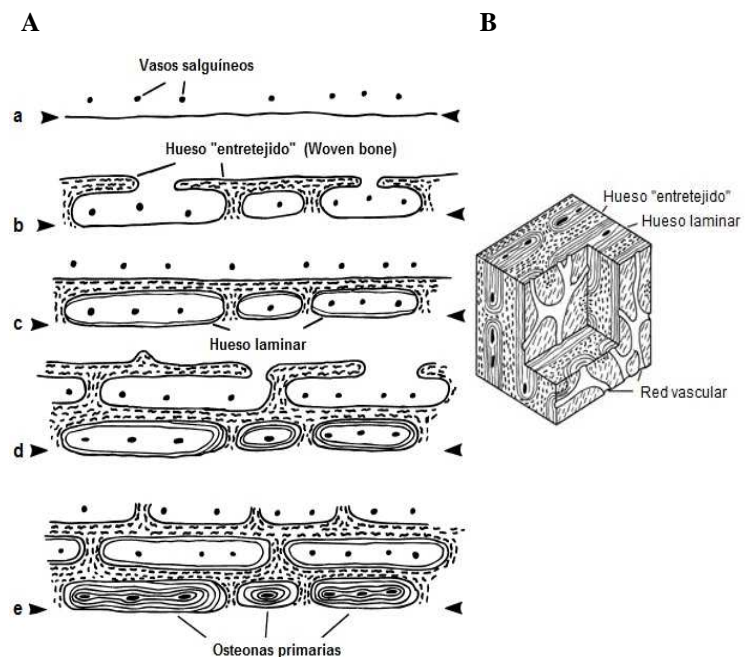 A
B
Vasos salguíneos
a
Hueso "entretejido" (Woven bone)
b
Hueso "entretejido"
Hueso laminar
c
Hueso laminar
Red vascular
d
e
Osteonas primarias